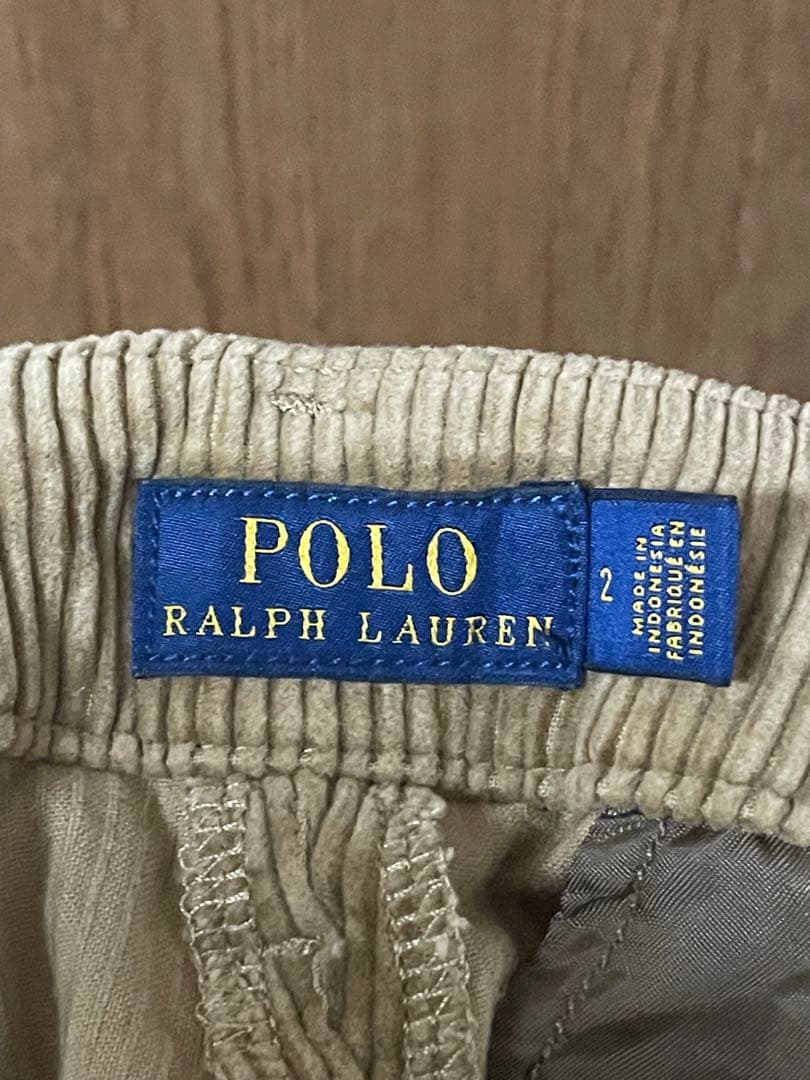 POLO
RALPH LAUREN
2
MADE IN
INDONESIA
FABRIQUÉ EN
INDONÉSIE